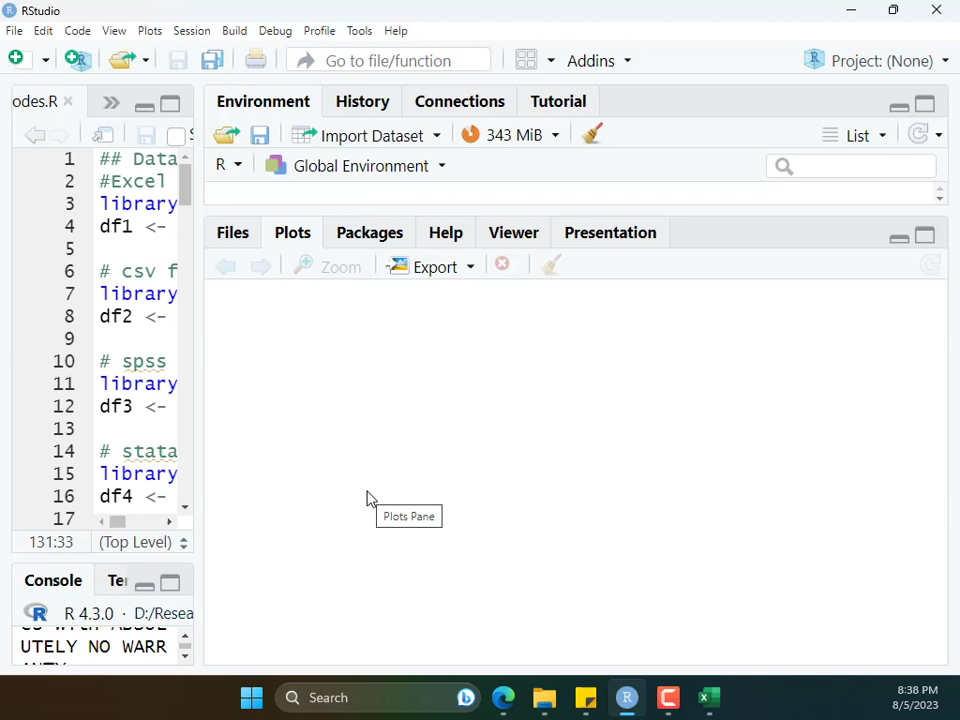 RStudio
File Edit Code View Plots Session Build Debug Profile Tools Help
Go to file/function
Addins
Project: (None)
odes.R
Environment History Connections Tutorial
Import Dataset
343 MiB
List
R
Global Environment
1 ## Data
2 #Excel
3 library
4 df1 <-
5
6 # csv f
7 library
8 df2 <-
9
10 # spss
11 library
12 df3 <-
13
14 # stata
15 library
16 df4 <-
17
131:33 (Top Level)
Files Plots Packages Help Viewer Presentation
Zoom
Export
Plots Pane
Console Te
R 4.3.0 · D:/Resea
UTELY NO WARR
Search
8:38 PM
8/5/2023